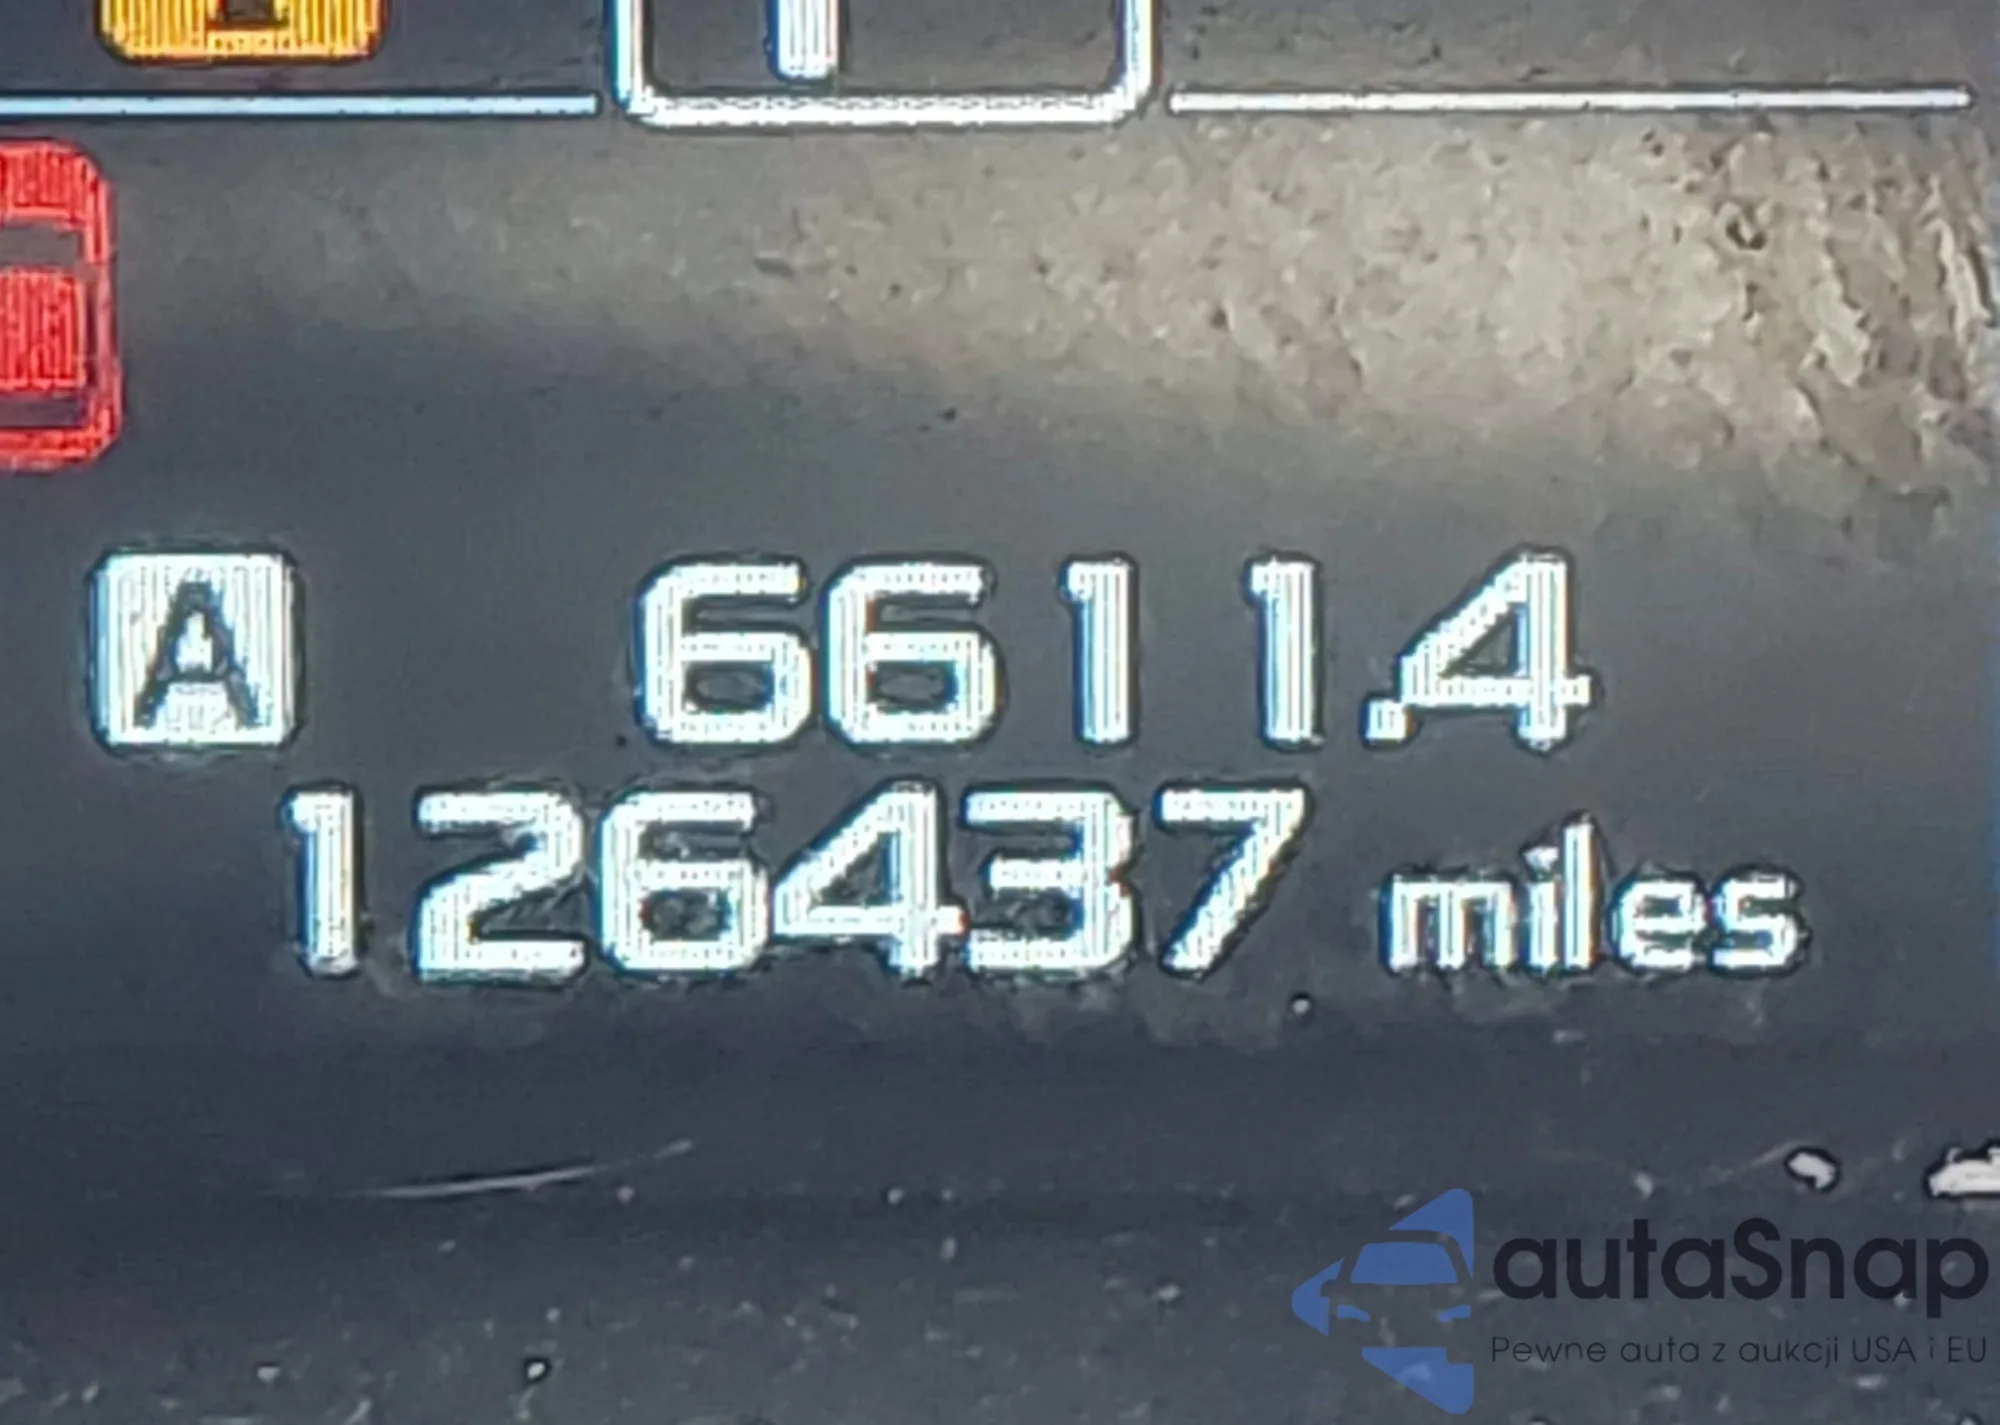 A 6611.4
126437 miles
autaSnap
Pewne auta z aukcji USA i EU